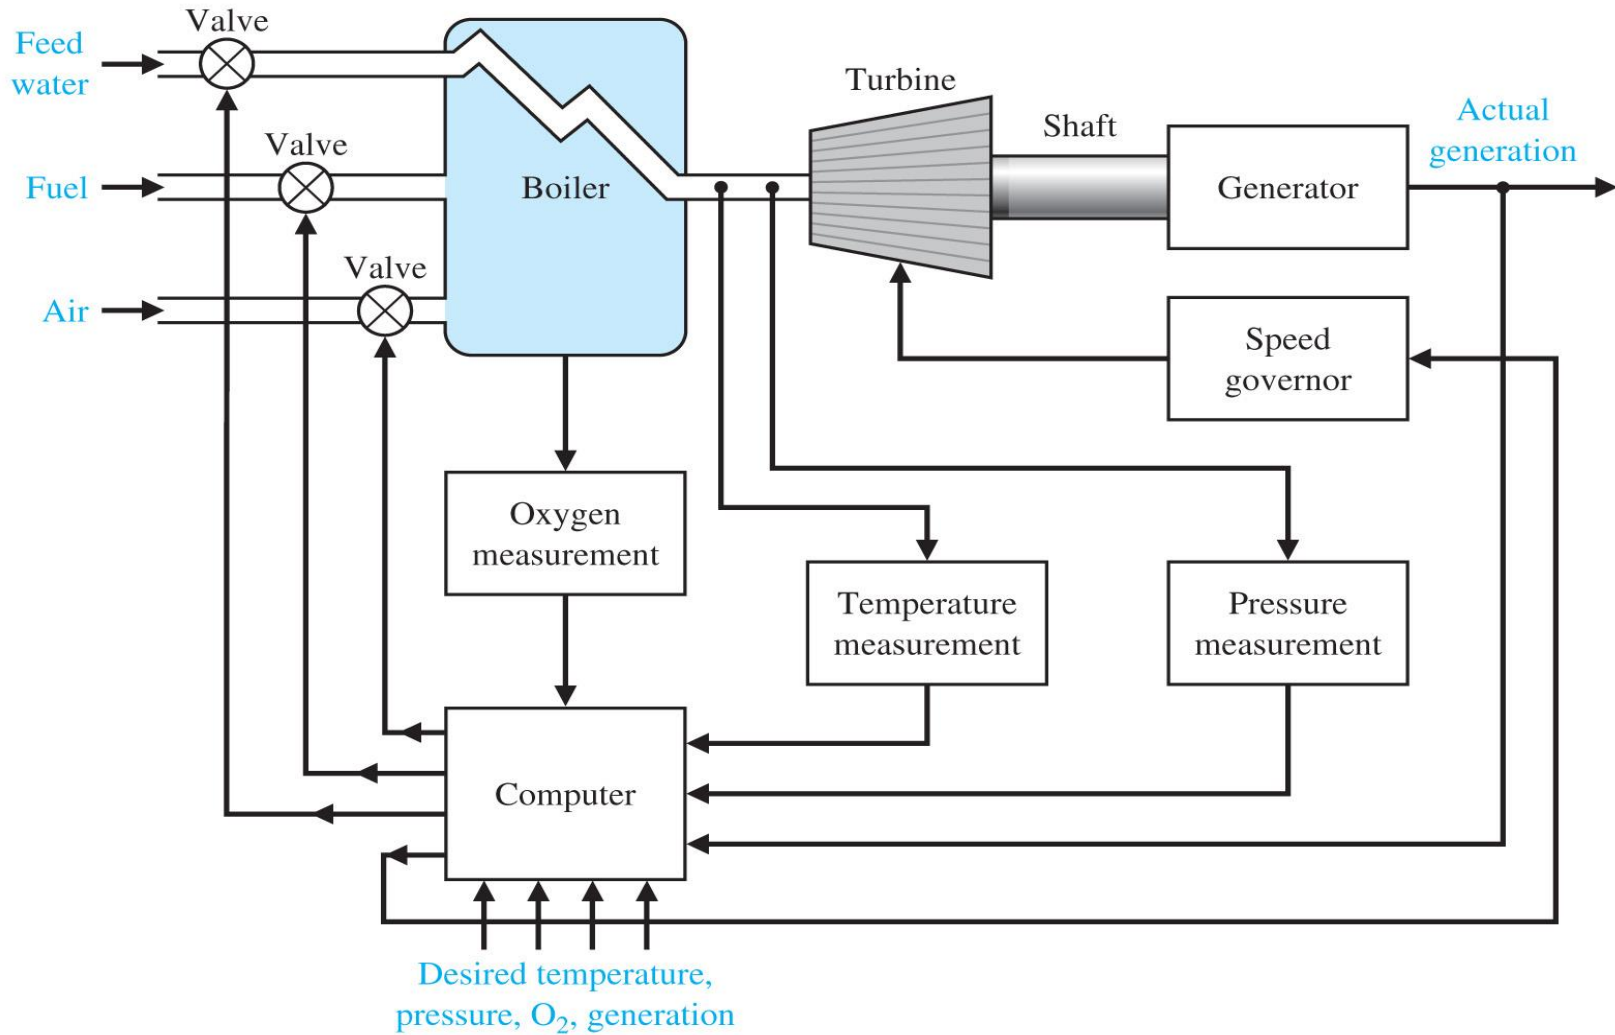 Valve
Feed
water
Valve
Fuel
Valve
Air
Boiler
Turbine
Shaft
Generator
Actual
generation
Speed
governor
Oxygen
measurement
Temperature
measurement
Pressure
measurement
Computer
Desired temperature,
pressure, O₂, generation